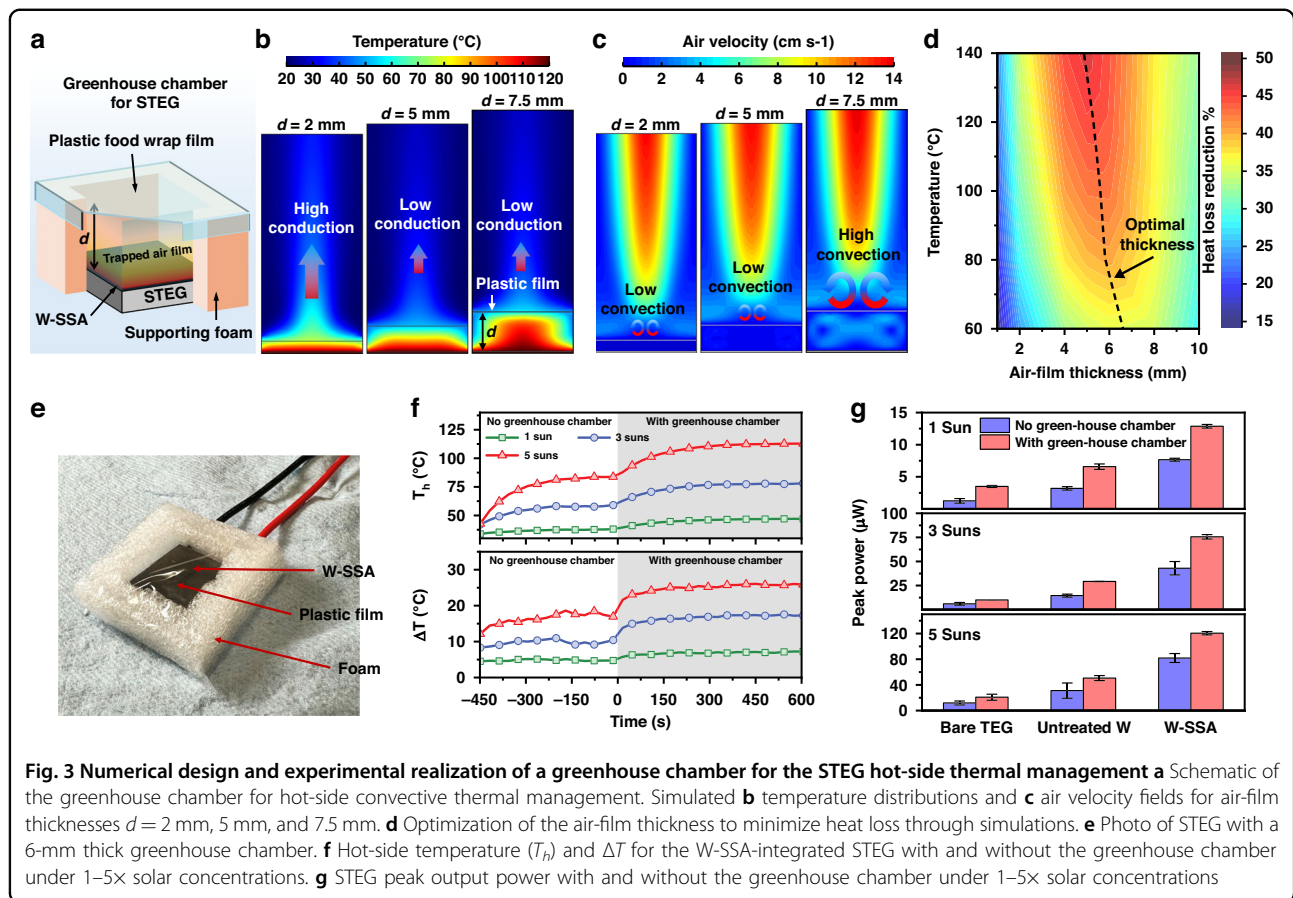 a
Greenhouse chamber
for STEG
Plastic food wrap film
d
Trapped air film
STEG
W-SSA
Supporting foam
b
Temperature (°C)
20 30 40 50 60 70 80 90 100110 120
d = 2 mm
d = 5 mm
d = 7.5 mm
High
conduction
Low
conduction
Low
conduction
Plastic film
d
c
Air velocity (cm s-1)
0 2 4 6 8 10 12 14
d = 2 mm
d = 5 mm
d = 7.5 mm
Low
convection
Low
convection
High
convection
d
Temperature (°C)
140
120
100
80
60
2 4 6 8 10
Air-film thickness (mm)
Optimal
thickness
Heat loss reduction %
50
45
40
35
30
25
20
15
e
W-SSA
Plastic film
Foam
f
No greenhouse chamber
With greenhouse chamber
1 sun
3 suns
5 suns
Th (°C)
125
100
75
50
No greenhouse chamber
With greenhouse chamber
ΔT (°C)
30
20
10
0
−450 −300 −150 0 150 300 450 600
Time (s)
g
Peak power (µW)
1 Sun
No green-house chamber
With green-house chamber
15
10
5
3 Suns
100
75
50
25
5 Suns
120
80
40
0
Bare TEG
Untreated W
W-SSA
Fig. 3 Numerical design and experimental realization of a greenhouse chamber for the STEG hot-side thermal management a Schematic of
the greenhouse chamber for hot-side convective thermal management. Simulated b temperature distributions and c air velocity fields for air-film
thicknesses d = 2 mm, 5 mm, and 7.5 mm. d Optimization of the air-film thickness to minimize heat loss through simulations. e Photo of STEG with a
6-mm thick greenhouse chamber. f Hot-side temperature (Th) and ΔT for the W-SSA-integrated STEG with and without the greenhouse chamber
under 1–5× solar concentrations. g STEG peak output power with and without the greenhouse chamber under 1–5× solar concentrations